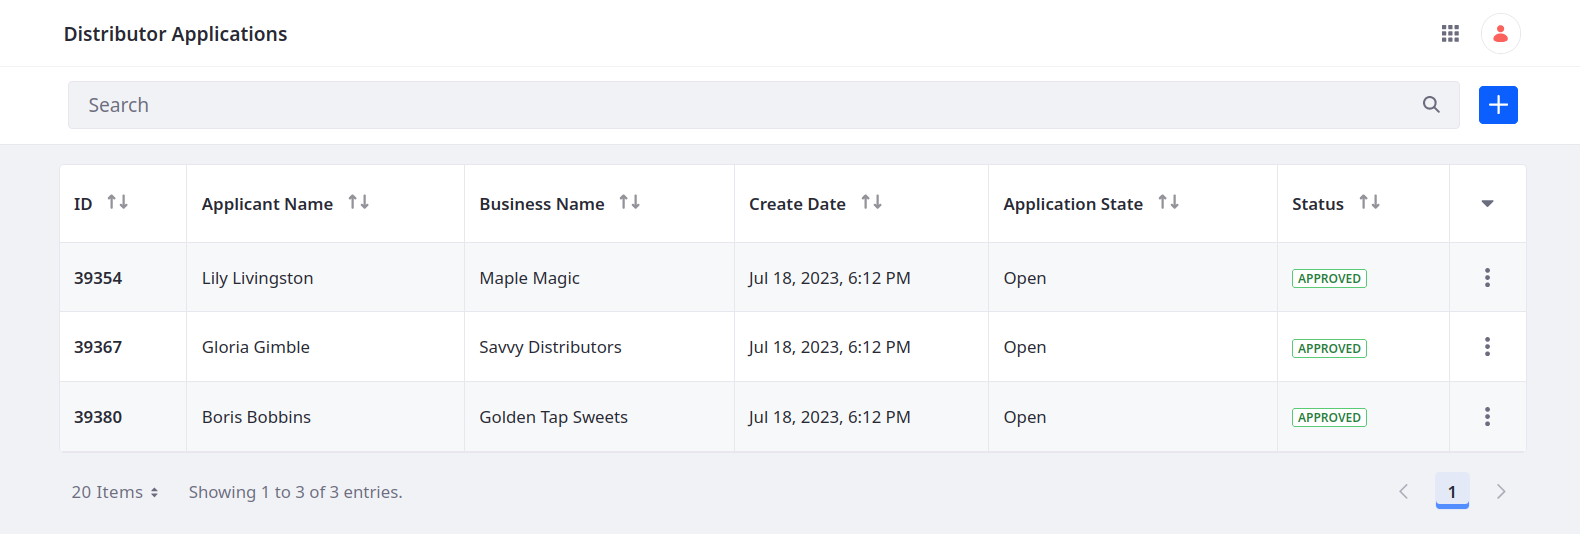 Distributor Applications
Search
ID Applicant Name Business Name Create Date Application State Status
39354 Lily Livingston Maple Magic Jul 18, 2023, 6:12 PM Open APPROVED
39367 Gloria Gimble Savvy Distributors Jul 18, 2023, 6:12 PM Open APPROVED
39380 Boris Bobbins Golden Tap Sweets Jul 18, 2023, 6:12 PM Open APPROVED
20 Items Showing 1 to 3 of 3 entries. 1